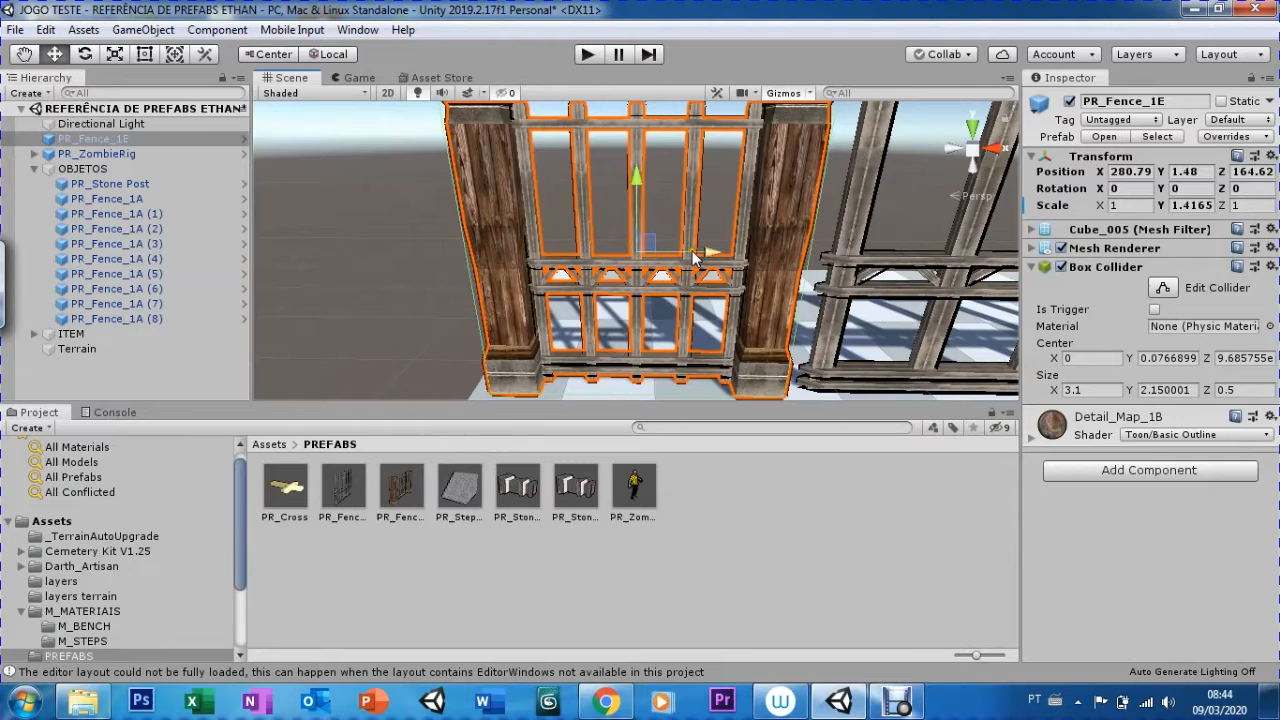 JOGO TESTE - REFERÊNCIA DE PREFABS ETHAN - PC, Mac & Linux Standalone - Unity 2019.2.17f1 Personal* <DX11>
File Edit Assets GameObject Component Mobile Input Window Help
Center Local Collab Account Layers Layout
Hierarchy Scene Game Asset Store Inspector
Create All Shaded 2D 0 Gizmos All
REFERÊNCIA DE PREFABS ETHAN*
Directional Light
PR_Fence_1E
PR_ZombieRig
OBJETOS
PR_Stone Post
PR_Fence_1A
PR_Fence_1A (1)
PR_Fence_1A (2)
PR_Fence_1A (3)
PR_Fence_1A (4)
PR_Fence_1A (5)
PR_Fence_1A (6)
PR_Fence_1A (7)
PR_Fence_1A (8)
ITEM
Terrain
y
x
Persp
PR_Fence_1E Static
Tag Untagged Layer Default
Prefab Open Select Overrides
Transform
Position X 280.79 Y 1.48 Z 164.62
Rotation X 0 Y 0 Z 0
Scale X 1 Y 1.4165 Z 1
Cube_005 (Mesh Filter)
Mesh Renderer
Box Collider
Edit Collider
Is Trigger
Material None (Physic Materi
Center
X 0 Y 0.0766899 Z 9.685755e
Size
X 3.1 Y 2.150001 Z 0.5
Detail_Map_1B
Shader Toon/Basic Outline
Add Component
Project Console
Create 9
All Materials
All Models
All Prefabs
All Conflicted
Assets
_TerrainAutoUpgrade
Cemetery Kit V1.25
Darth_Artisan
layers
layers terrain
M_MATERIAIS
M_BENCH
M_STEPS
PREFABS
Assets PREFABS
PR_Cross PR_Fenc... PR_Fenc... PR_Step... PR_Ston... PR_Ston... PR_Zom...
The editor layout could not be fully loaded, this can happen when the layout contains EditorWindows not available in this project
Auto Generate Lighting Off
Ps X N O P W Pr W
PT 08:44
09/03/2020